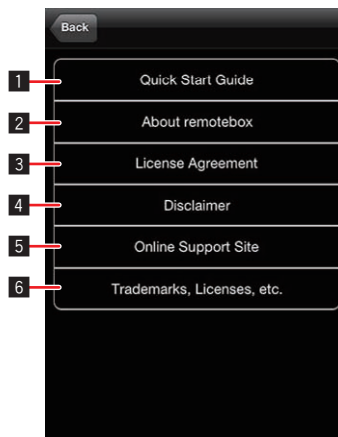 Back
1 Quick Start Guide
2 About remotebox
3 License Agreement
4 Disclaimer
5 Online Support Site
6 Trademarks, Licenses, etc.